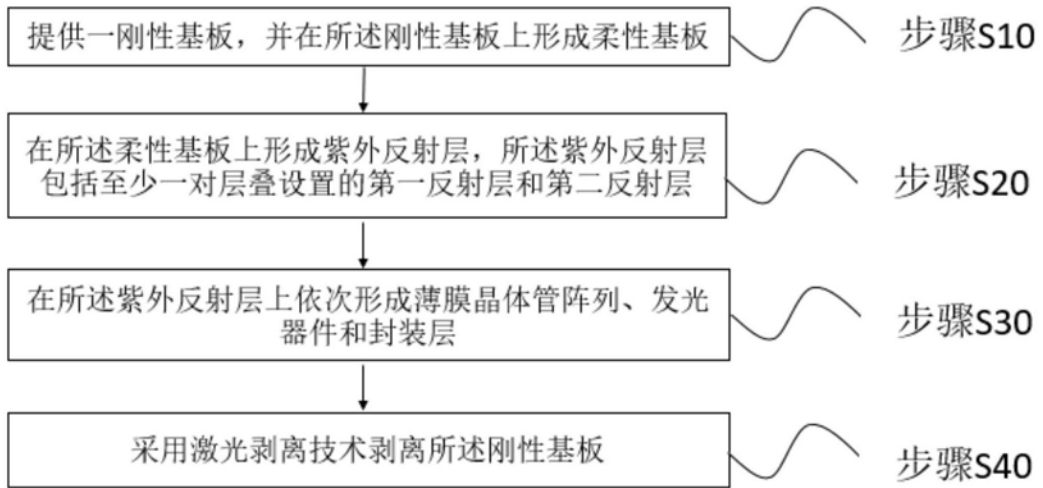 提供一刚性基板，并在所述刚性基板上形成柔性基板
步骤S10
在所述柔性基板上形成紫外反射层，所述紫外反射层
包括至少一对层叠设置的第一反射层和第二反射层
步骤S20
在所述紫外反射层上依次形成薄膜晶体管阵列、发光
器件和封装层
步骤S30
采用激光剥离技术剥离所述刚性基板
步骤S40